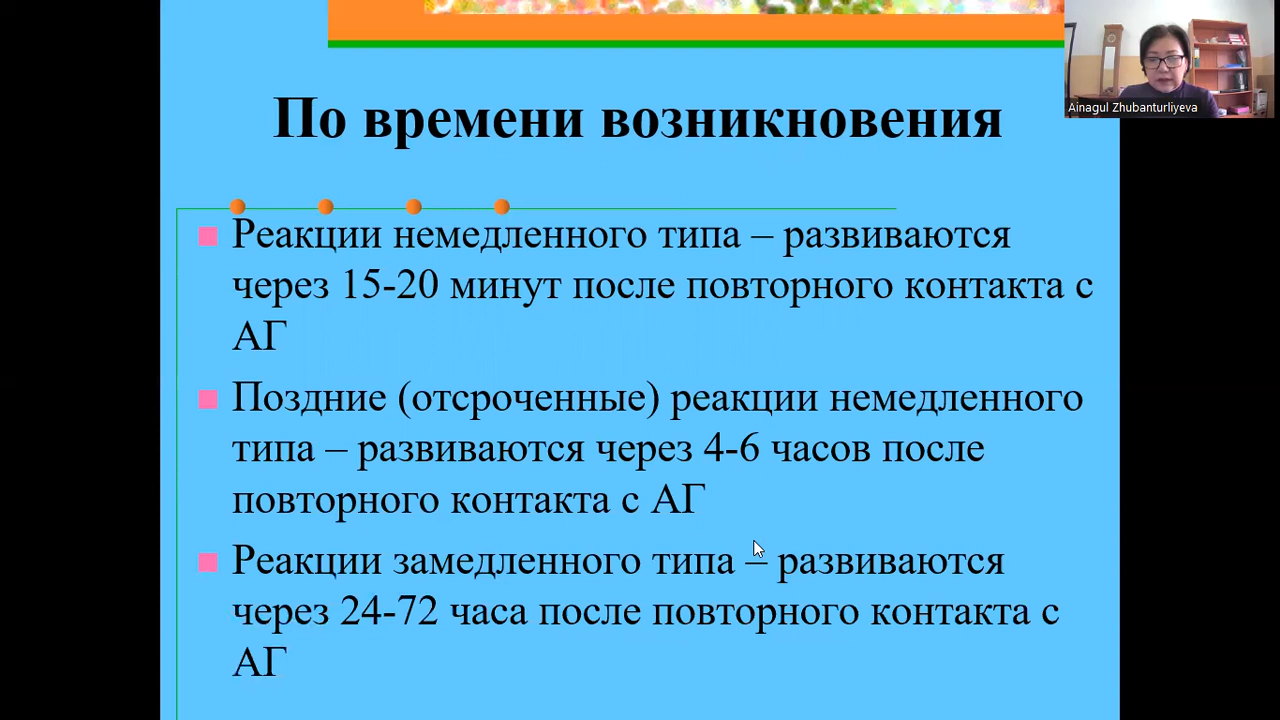 По времени возникновения
Ainagul Zhubanturliyeva
Реакции немедленного типа – развиваются
через 15-20 минут после повторного контакта с
АГ
Поздние (отсроченные) реакции немедленного
типа – развиваются через 4-6 часов после
повторного контакта с АГ
Реакции замедленного типа – развиваются
через 24-72 часа после повторного контакта с
АГ